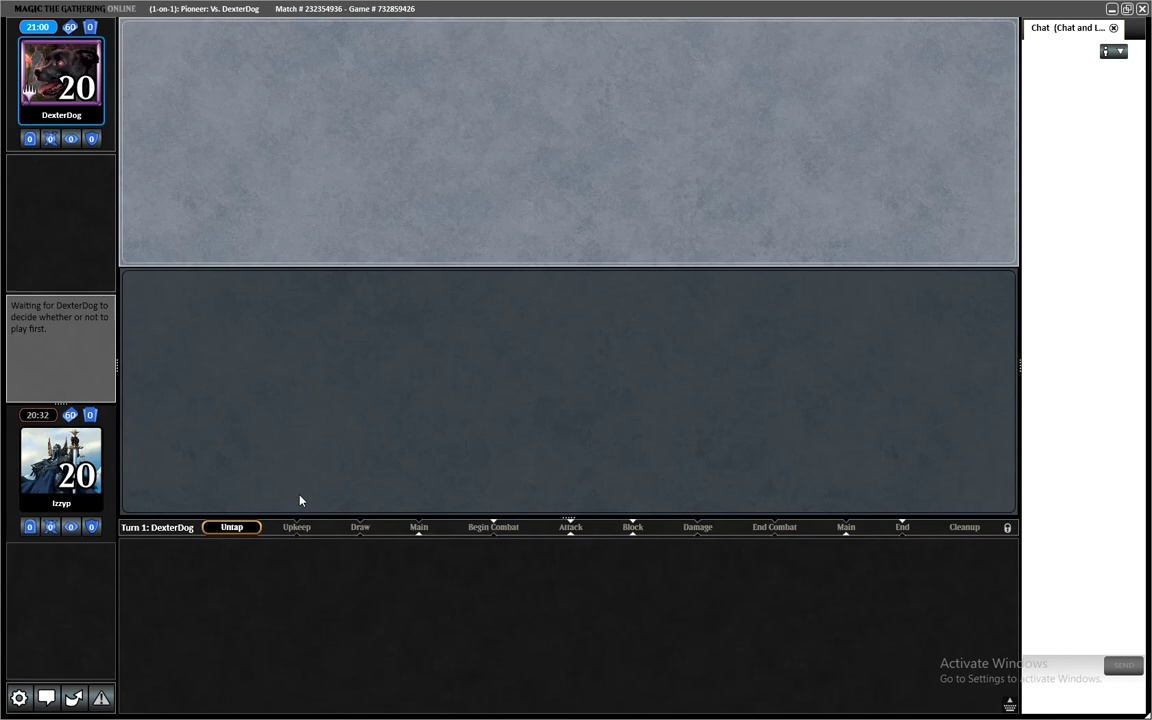 MAGIC THE GATHERING ONLINE (1-on-1): Pioneer: Vs. DexterDog Match # 232354936 - Game # 732859426
21:00 60 0
20
DexterDog
0 0 0 0
Chat (Chat and L...
Waiting for DexterDog to
decide whether or not to
play first.
20:32 60 0
20
Izzyp
0 0 0 0
Turn 1: DexterDog Untap Upkeep Draw Main Begin Combat Attack Block Damage End Combat Main End Cleanup
Activate Windows
Go to Settings to activate Windows.
SEND